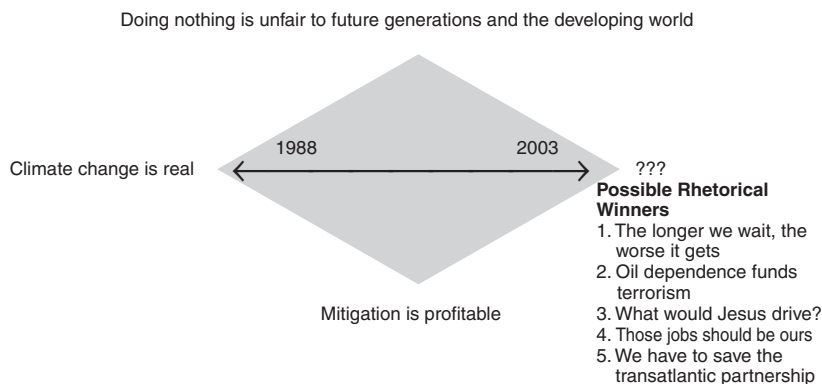 Doing nothing is unfair to future generations and the developing world
1988
2003
Climate change is real
???
Possible Rhetorical
Winners
1. The longer we wait, the
worse it gets
2. Oil dependence funds
terrorism
3. What would Jesus drive?
4. Those jobs should be ours
5. We have to save the
transatlantic partnership
Mitigation is profitable